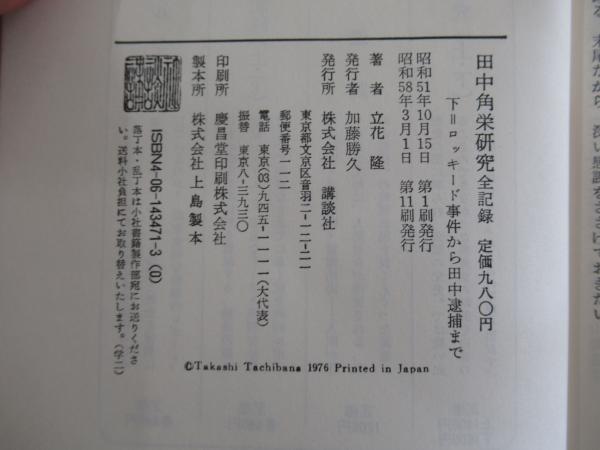 田中角栄研究全記録 定価九八〇円
下＝ロッキード事件から田中逮捕まで
昭和51年10月15日 第1刷発行
昭和58年3月1日 第11刷発行
著者 立花 隆
発行者 加藤勝久
発行所 株式会社 講談社
東京都文京区音羽二-一二-二一
郵便番号一一二
電話 東京(03)九四五-一一一一(大代表)
振替 東京八-三九三〇
印刷所 慶昌堂印刷株式会社
製本所 株式会社 上島製本
ISBN4-06-143471-3 (0)
落丁本・乱丁本は小社書籍製作部宛にお送りくださ
い。送料小社負担にてお取り替えいたします。(学二)
©Takashi Tachibana 1976 Printed in Japan